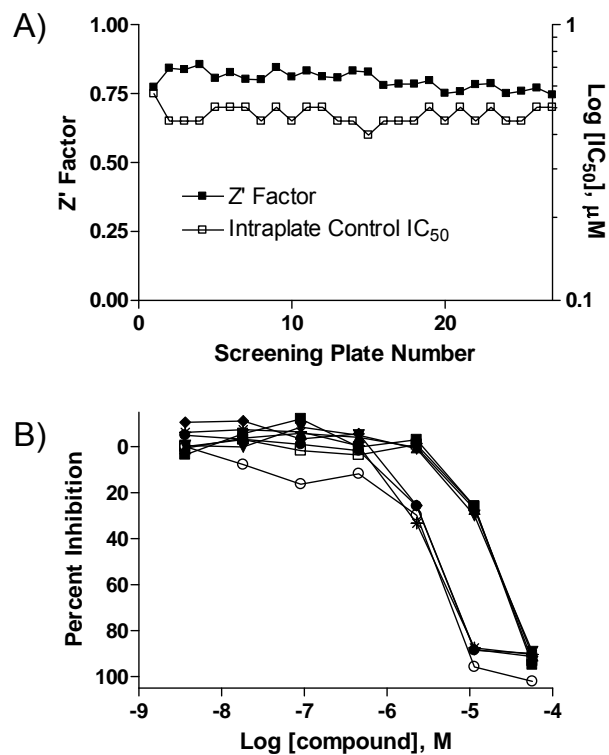 A)
1.00
0.75
0.50
0.25
0.00
Z' Factor
1
0.1
Log [IC50], μM
Z' Factor
Intraplate Control IC50
0
10
20
Screening Plate Number
B)
0
20
40
60
80
100
Percent Inhibition
-9
-8
-7
-6
-5
-4
Log [compound], M